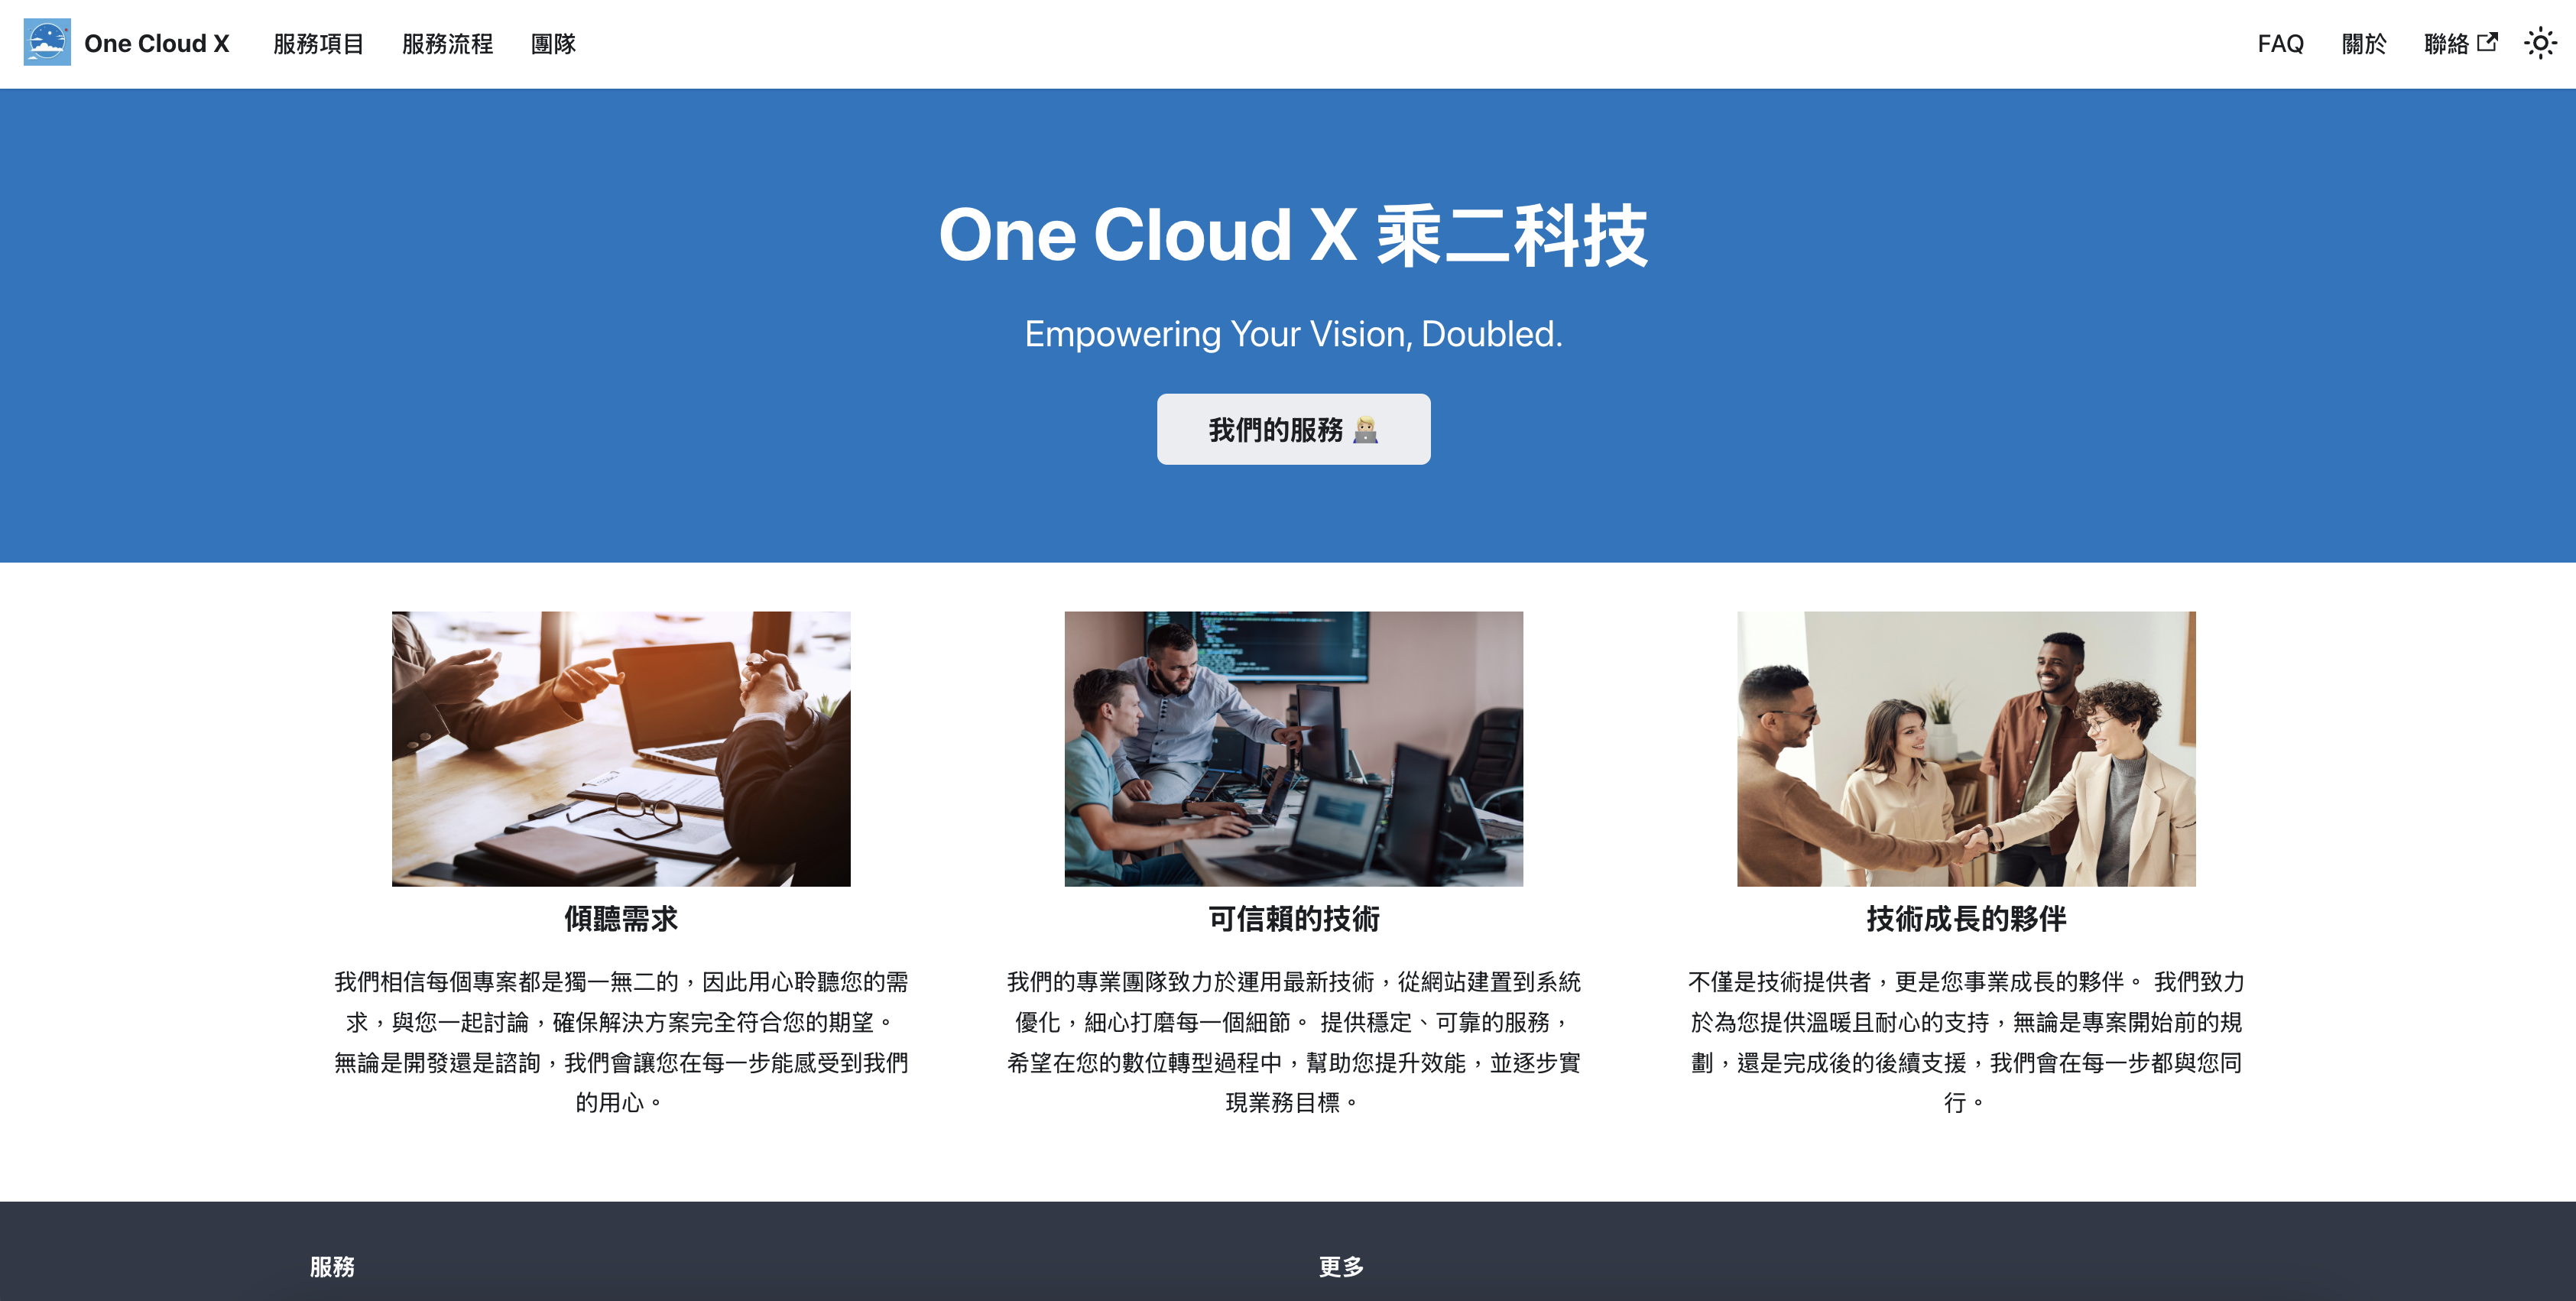 One Cloud X 服務項目 服務流程 團隊 FAQ 關於 聯絡
One Cloud X 乘二科技
Empowering Your Vision, Doubled.
我們的服務 🧑🏼‍💻
傾聽需求
我們相信每個專案都是獨一無二的，因此用心聆聽您的需
求，與您一起討論，確保解決方案完全符合您的期望。
無論是開發還是諮詢，我們會讓您在每一步能感受到我們
的用心。
可信賴的技術
我們的專業團隊致力於運用最新技術，從網站建置到系統
優化，細心打磨每一個細節。 提供穩定、可靠的服務，
希望在您的數位轉型過程中，幫助您提升效能，並逐步實
現業務目標。
技術成長的夥伴
不僅是技術提供者，更是您事業成長的夥伴。 我們致力
於為您提供溫暖且耐心的支持，無論是專案開始前的規
劃，還是完成後的後續支援，我們會在每一步都與您同
行。
服務
更多